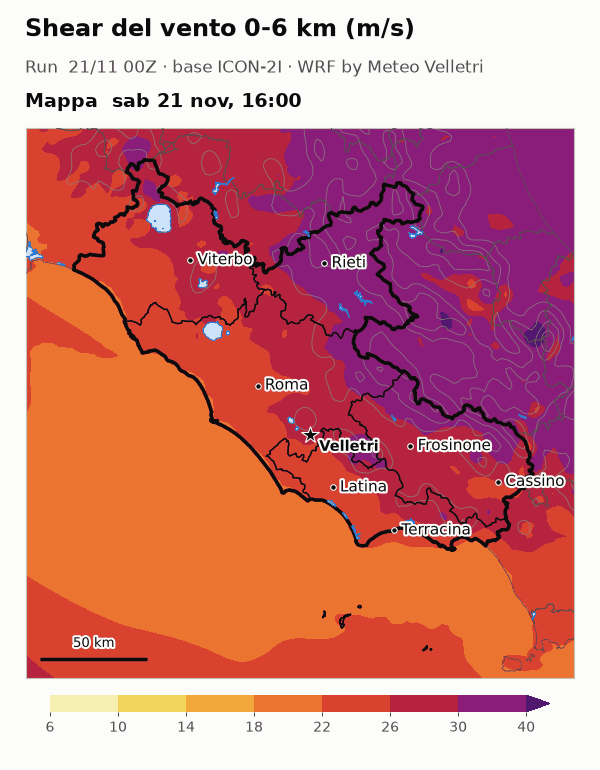 Shear del vento 0-6 km (m/s)
Run  21/11 00Z · base ICON-2I · WRF by Meteo Velletri
Mappa  sab 21 nov, 16:00
Viterbo
Rieti
Roma
Velletri
Frosinone
Cassino
Latina
Terracina
50 km
6 10 14 18 22 26 30 40